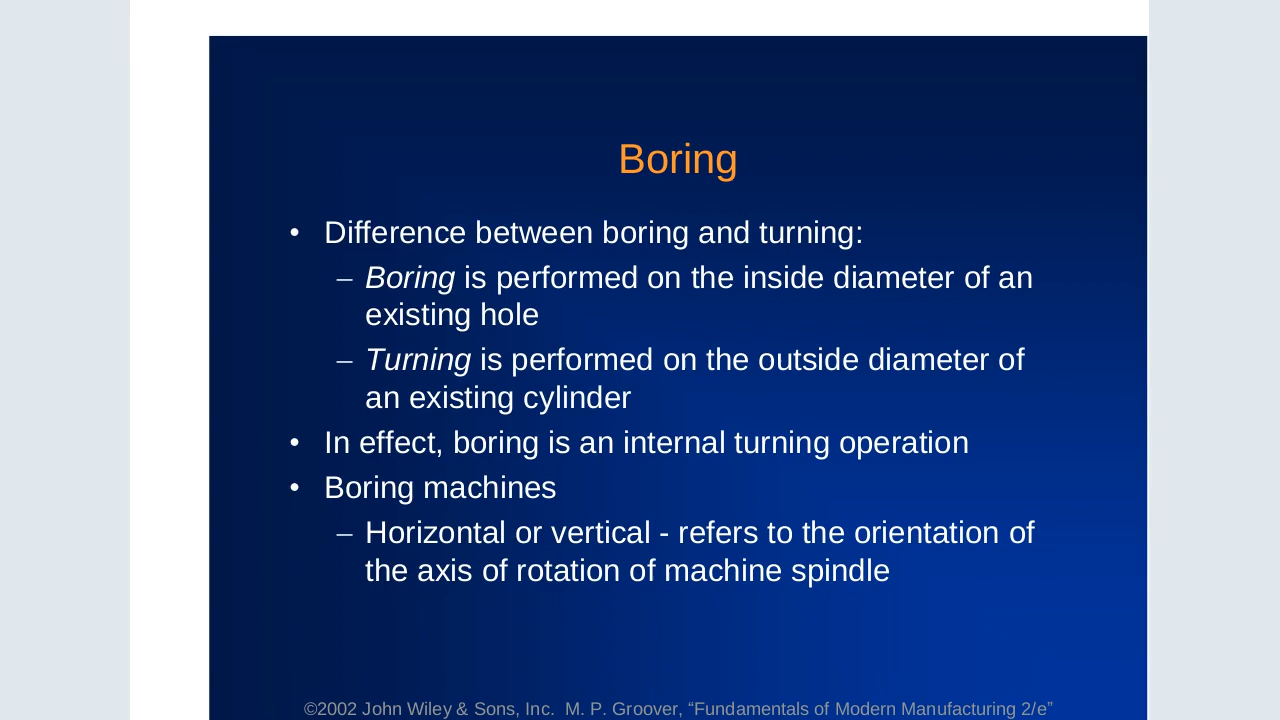 Boring
• Difference between boring and turning:
– Boring is performed on the inside diameter of an
existing hole
– Turning is performed on the outside diameter of
an existing cylinder
• In effect, boring is an internal turning operation
• Boring machines
– Horizontal or vertical - refers to the orientation of
the axis of rotation of machine spindle
©2002 John Wiley & Sons, Inc.  M. P. Groover, “Fundamentals of Modern Manufacturing 2/e”